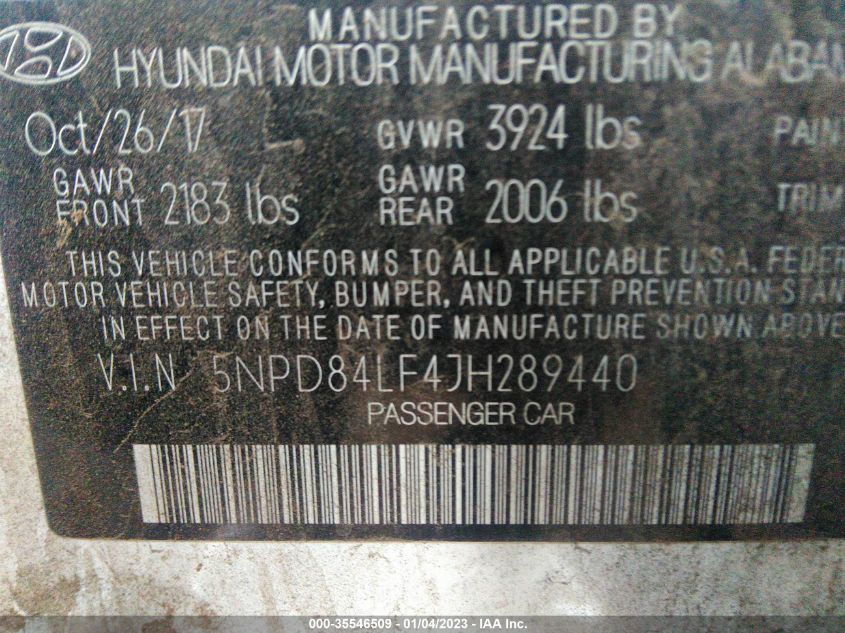 MANUFACTURED BY
HYUNDAI MOTOR MANUFACTURING ALABAM
Oct/26/17 GVWR 3924 lbs PAIN
GAWR FRONT 2183 lbs GAWR REAR 2006 lbs TRIM
THIS VEHICLE CONFORMS TO ALL APPLICABLE U.S.A. FEDER
MOTOR VEHICLE SAFETY, BUMPER, AND THEFT PREVENTION STAN
IN EFFECT ON THE DATE OF MANUFACTURE SHOWN ABOVE
V.I.N 5NPD84LF4JH289440
PASSENGER CAR
000-35546509 — 01/04/2023 — IAA Inc.